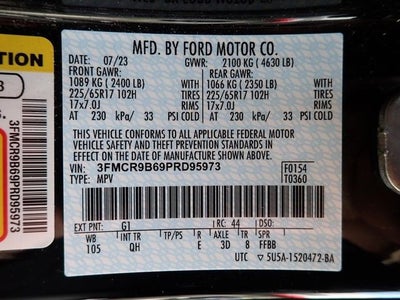 MFD. BY FORD MOTOR CO.
DATE: 07/23 GVWR: 2100 KG ( 4630 LB)
FRONT GAWR: REAR GAWR:
1089 KG ( 2400 LB) 1066 KG ( 2350 LB)
225/65R17 102H TIRES 225/65R17 102H TIRES
17x7.0J RIMS 17x7.0J RIMS
AT 230 kPa/ 33 PSI COLD AT 230 kPa/ 33 PSI COLD
THIS VEHICLE CONFORMS TO ALL APPLICABLE FEDERAL MOTOR
VEHICLE SAFETY AND THEFT PREVENTION STANDARDS IN
EFFECT ON THE DATE OF MANUFACTURE SHOWN ABOVE.
VIN: 3FMCR9B69PRD95973 F0154
TYPE: MPV T0360
EXT PNT: G1 RC: 44 DSO:
WB INT TR TP/PS R AX TR SPR
105 QH E 3D 8 FFBB
UTC 5U5A-1520472-BA
TION
3FMCR9B69PRD95973